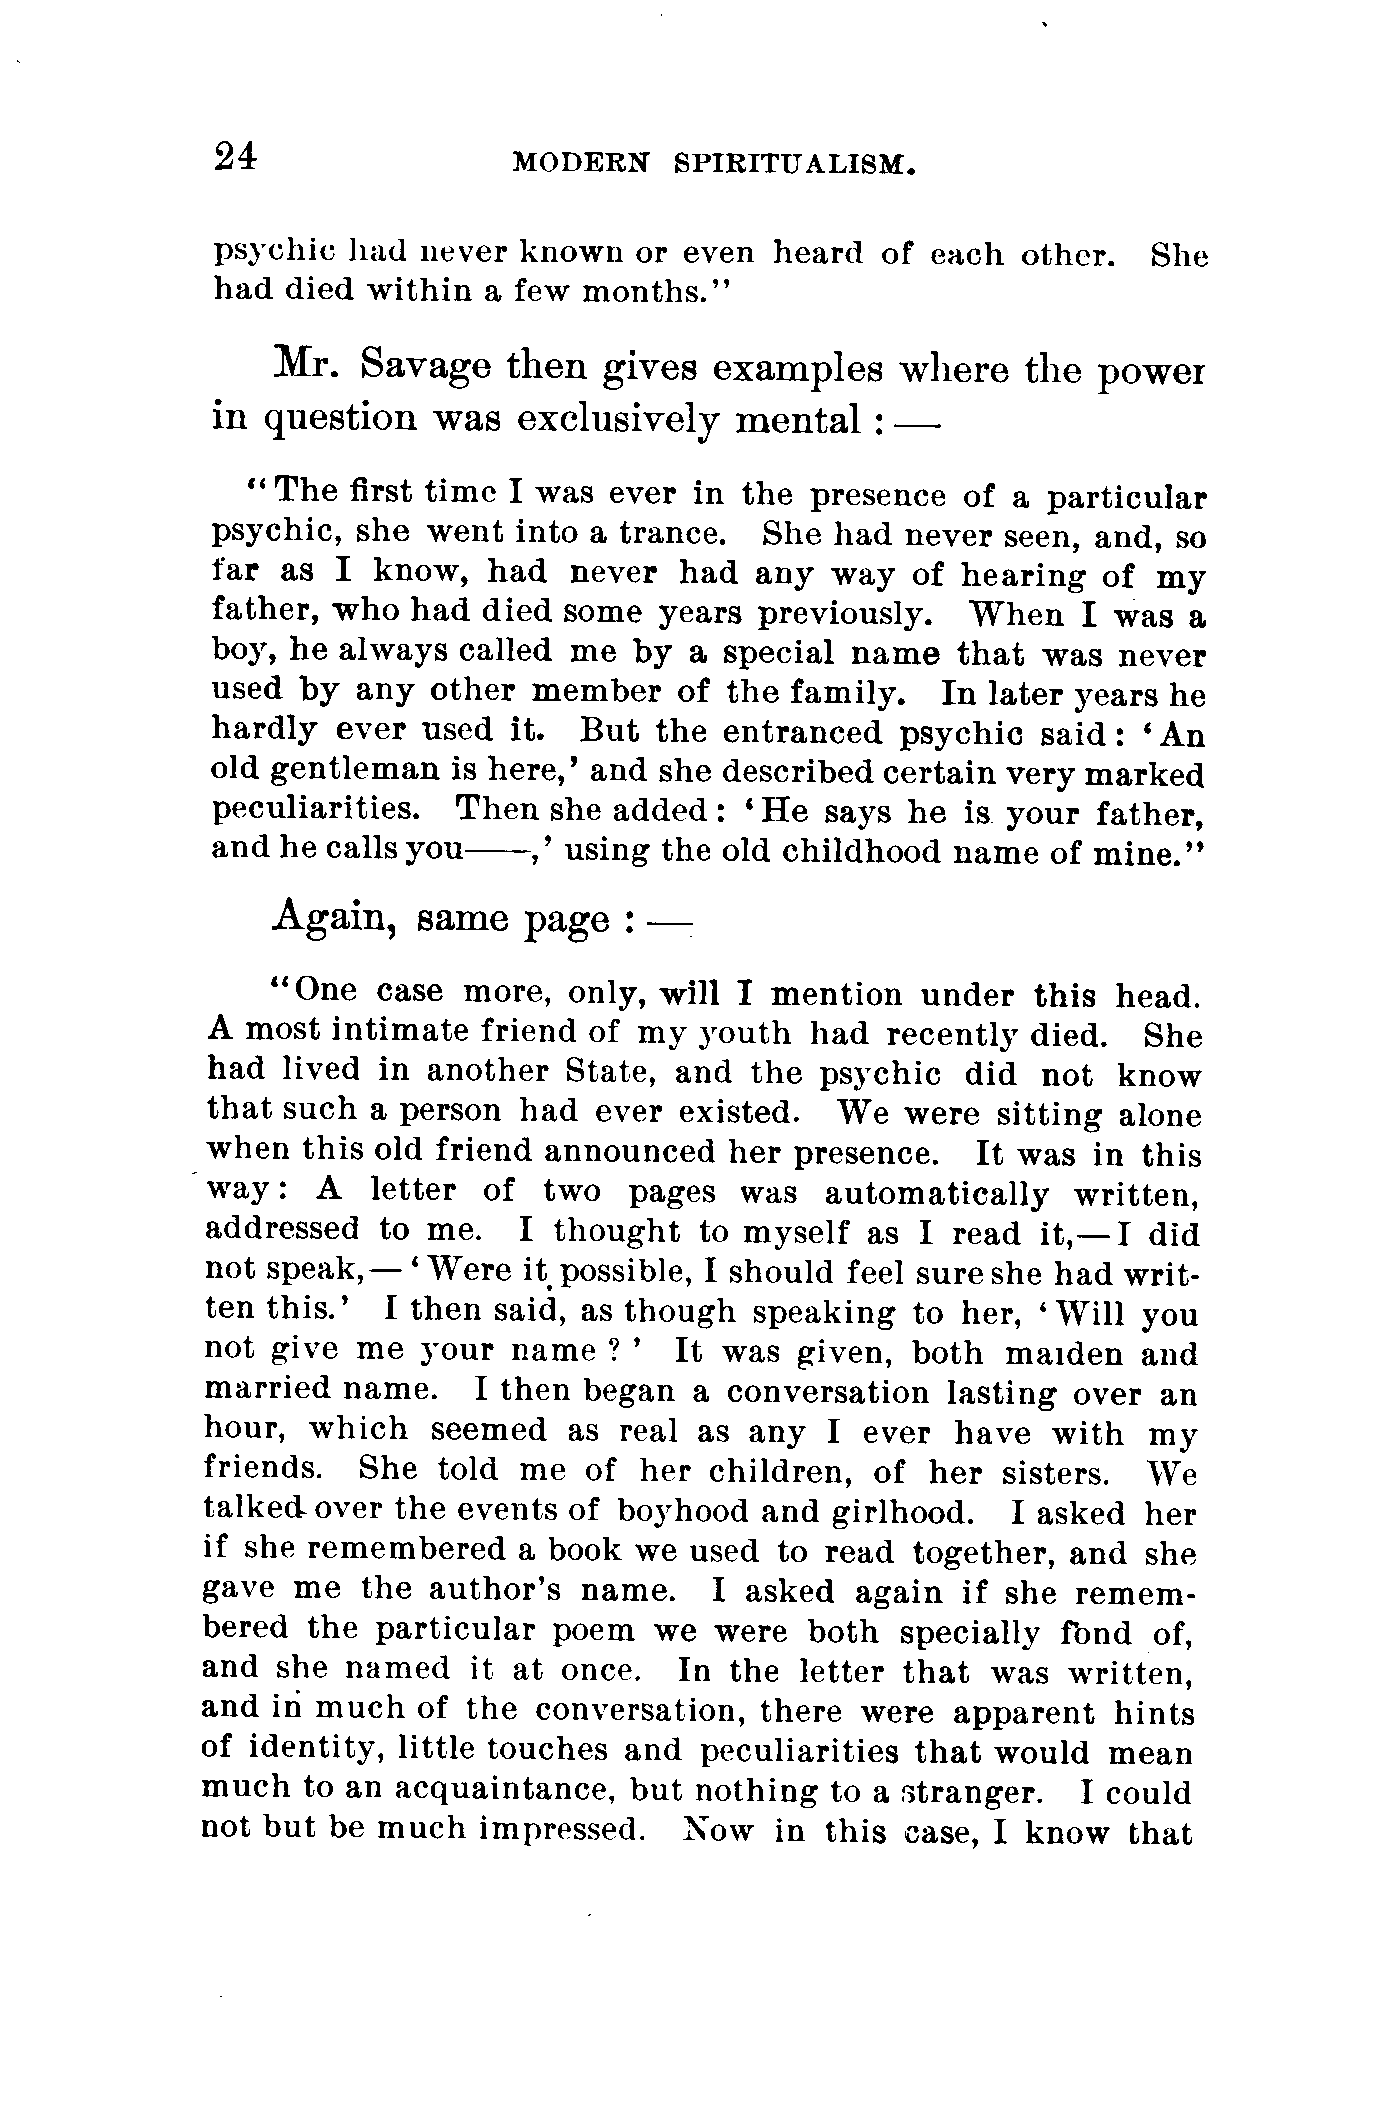 24 MODERN SPIRITUALISM.
psychic had never known or even heard of each other. She
had died within a few months."
Mr. Savage then gives examples where the power
in question was exclusively mental : —
"The first time I was ever in the presence of a particular
psychic, she went into a trance. She had never seen, and, so
far as I know, had never had any way of hearing of my
father, who had died some years previously. When I was a
boy, he always called me by a special name that was never
used by any other member of the family. In later years he
hardly ever used it. But the entranced psychic said: 'An
old gentleman is here,' and she described certain very marked
peculiarities. Then she added: 'He says he is your father,
and he calls you——,' using the old childhood name of mine."
Again, same page : —
"One case more, only, will I mention under this head.
A most intimate friend of my youth had recently died. She
had lived in another State, and the psychic did not know
that such a person had ever existed. We were sitting alone
when this old friend announced her presence. It was in this
way: A letter of two pages was automatically written,
addressed to me. I thought to myself as I read it,—I did
not speak,—'Were it possible, I should feel sure she had writ-
ten this.' I then said, as though speaking to her, 'Will you
not give me your name?' It was given, both maiden and
married name. I then began a conversation lasting over an
hour, which seemed as real as any I ever have with my
friends. She told me of her children, of her sisters. We
talked over the events of boyhood and girlhood. I asked her
if she remembered a book we used to read together, and she
gave me the author's name. I asked again if she remem-
bered the particular poem we were both specially fond of,
and she named it at once. In the letter that was written,
and in much of the conversation, there were apparent hints
of identity, little touches and peculiarities that would mean
much to an acquaintance, but nothing to a stranger. I could
not but be much impressed. Now in this case, I know that